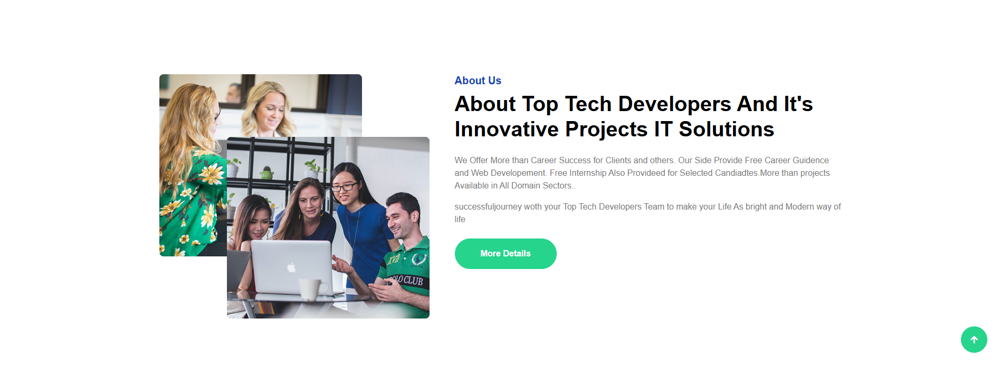 About Us
About Top Tech Developers And It's
Innovative Projects IT Solutions
We Offer More than Career Success for Clients and others. Our Side Provide Free Career Guidence
and Web Developement. Free Internship Also Provideed for Selected Candiadtes.More than projects
Available in All Domain Sectors..
successfuljourney woth your Top Tech Developers Team to make your Life As bright and Modern way of
life
More Details
XVII
POLO CLUB